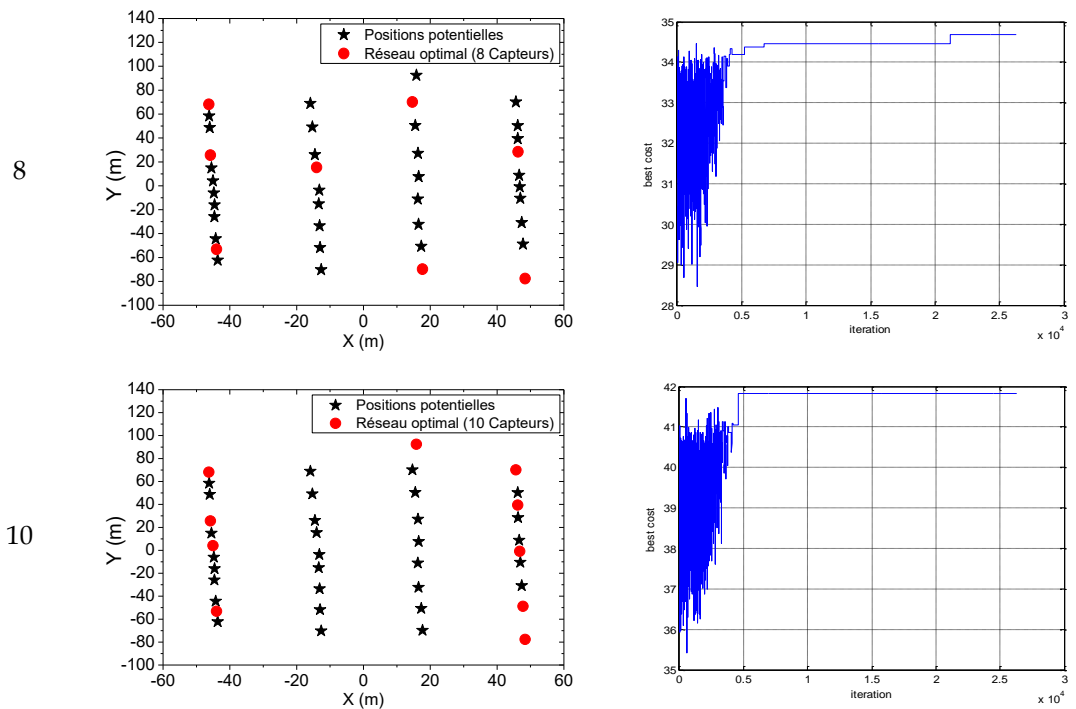 8
140
120
100
80
60
40
20
0
-20
-40
-60
-80
-100
Y (m)
-60 -40 -20 0 20 40 60
X (m)
Positions potentielles
Réseau optimal (8 Capteurs)
35
34
33
32
31
30
29
28
best cost
0 0.5 1 1.5 2 2.5 3
iteration
x 10^4
10
140
120
100
80
60
40
20
0
-20
-40
-60
-80
-100
Y (m)
-60 -40 -20 0 20 40 60
X (m)
Positions potentielles
Réseau optimal (10 Capteurs)
42
41
40
39
38
37
36
35
best cost
0 0.5 1 1.5 2 2.5 3
iteration
x 10^4